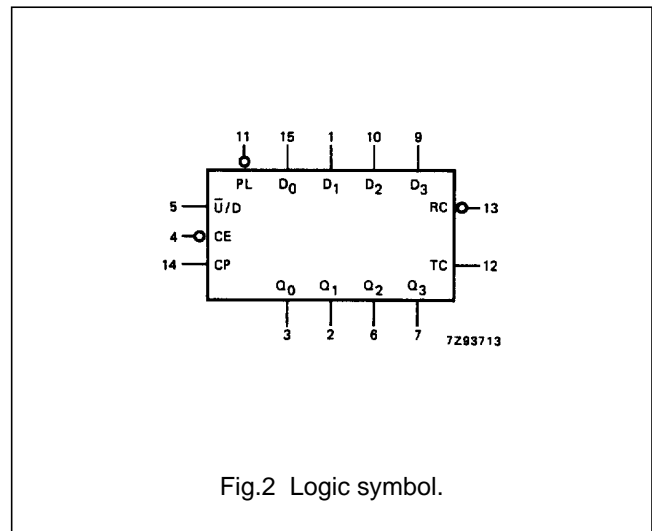 11 15 1 10 9
PL D0 D1 D2 D3
5 U̅/D RC 13
4 CE
14 CP TC 12
Q0 Q1 Q2 Q3
3 2 6 7
7Z93713
Fig.2 Logic symbol.